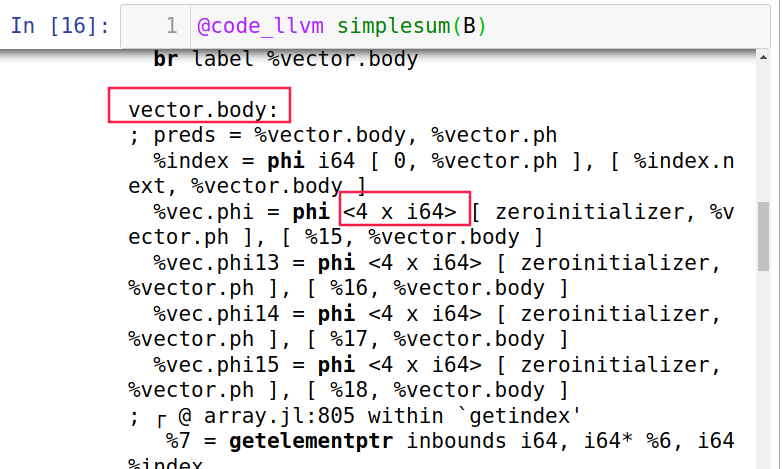 In [16]: 1 @code_llvm simplesum(B)
br label %vector.body
vector.body:
; preds = %vector.body, %vector.ph
%index = phi i64 [ 0, %vector.ph ], [ %index.n
ext, %vector.body ]
%vec.phi = phi <4 x i64> [ zeroinitializer, %v
ector.ph ], [ %15, %vector.body ]
%vec.phi13 = phi <4 x i64> [ zeroinitializer,
%vector.ph ], [ %16, %vector.body ]
%vec.phi14 = phi <4 x i64> [ zeroinitializer,
%vector.ph ], [ %17, %vector.body ]
%vec.phi15 = phi <4 x i64> [ zeroinitializer,
%vector.ph ], [ %18, %vector.body ]
; ┌ @ array.jl:805 within `getindex'
%7 = getelementptr inbounds i64, i64* %6, i64
%index